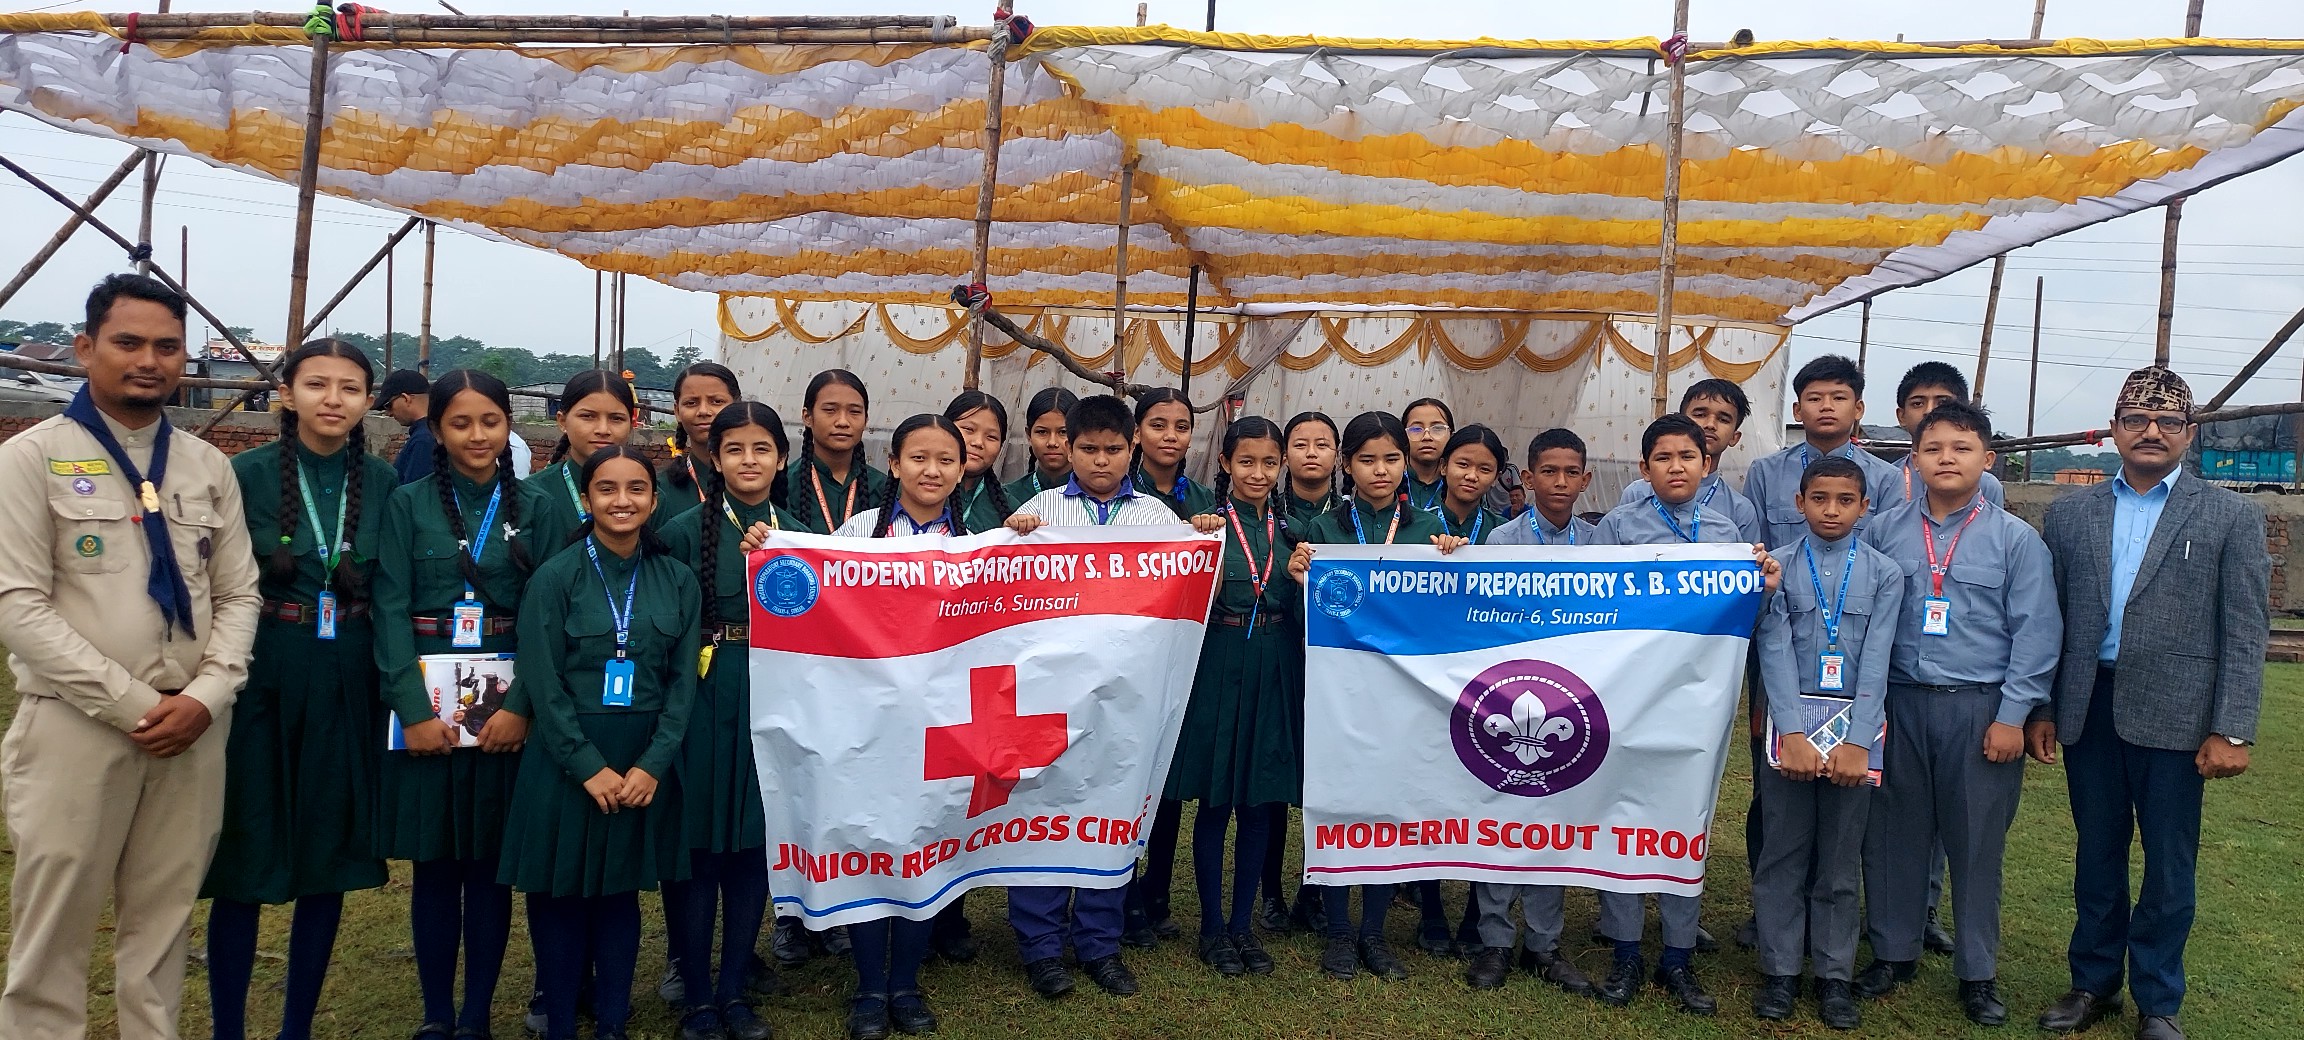 MODERN PREPARATORY S. B. SCHOOL
Itahari-6, Sunsari
JUNIOR RED CROSS CIRC
MODERN PREPARATORY S. B. SCHOOL
Itahari-6, Sunsari
MODERN SCOUT TROO